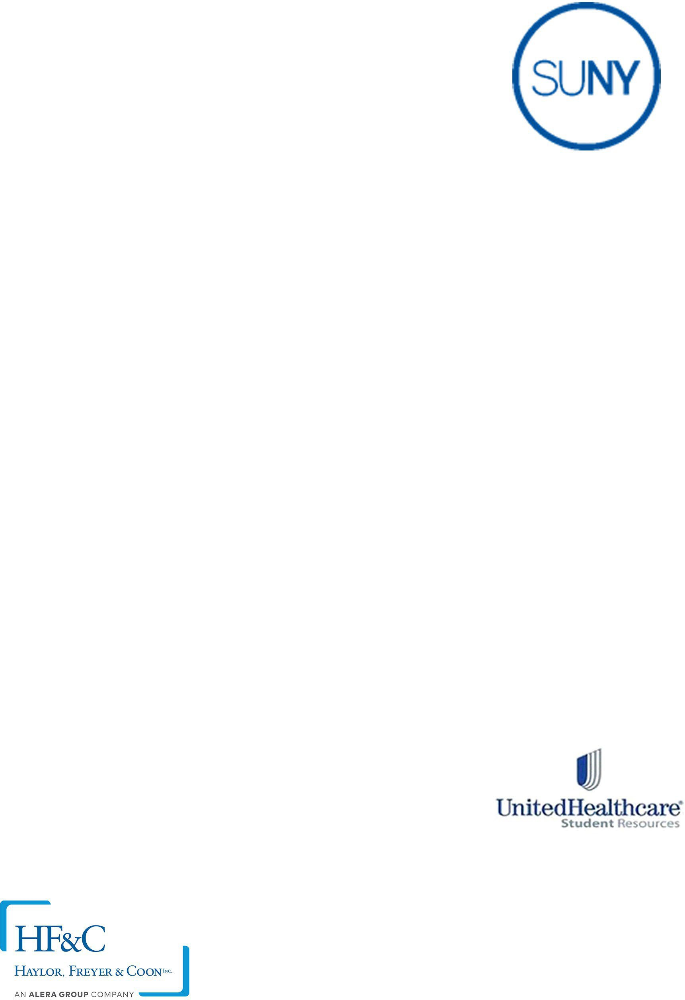 SUNY
UnitedHealthcare®
Student Resources
HF&C
HAYLOR, FREYER & COON INC.
AN ALERA GROUP COMPANY